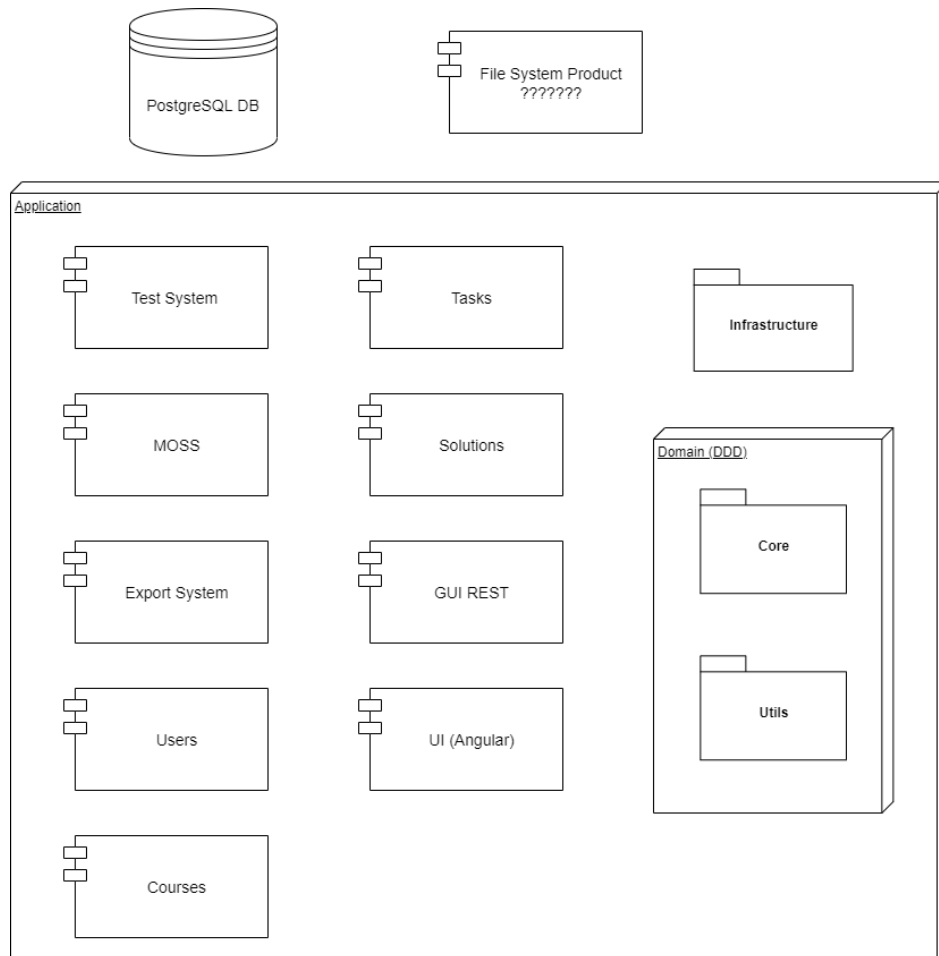 PostgreSQL DB
File System Product
???????
Application
Test System
Tasks
Infrastructure
MOSS
Solutions
Domain (DDD)
Core
Export System
GUI REST
Utils
Users
UI (Angular)
Courses